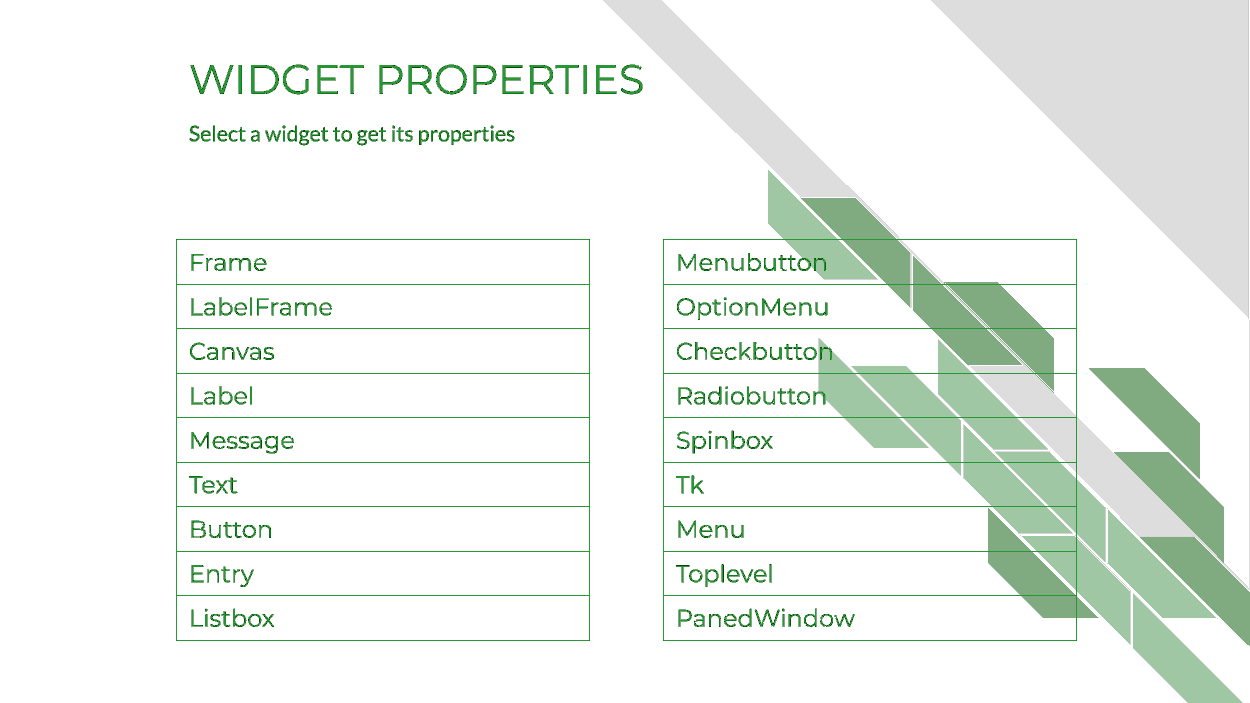 WIDGET PROPERTIES
Select a widget to get its properties
Frame
LabelFrame
Canvas
Label
Message
Text
Button
Entry
Listbox
Menubutton
OptionMenu
Checkbutton
Radiobutton
Spinbox
Tk
Menu
Toplevel
PanedWindow